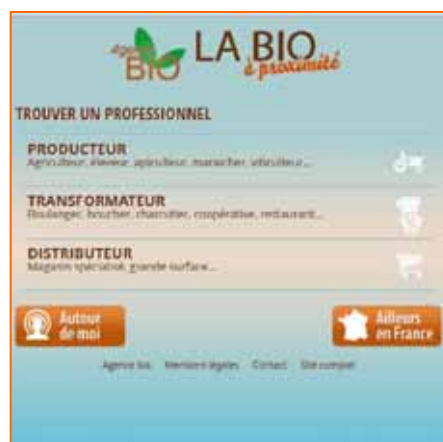 Agence
BIO
LA BIO
à proximité
TROUVER UN PROFESSIONNEL
PRODUCTEUR
Agriculteur, éleveur, apiculteur, maraîcher, viticulteur...
TRANSFORMATEUR
Boulanger, boucher, charcutier, coopérative, restaurant...
DISTRIBUTEUR
Magasin spécialisé, grande surface...
Autour
de moi
Ailleurs
en France
Agence bio Mentions légales Contact Site complet